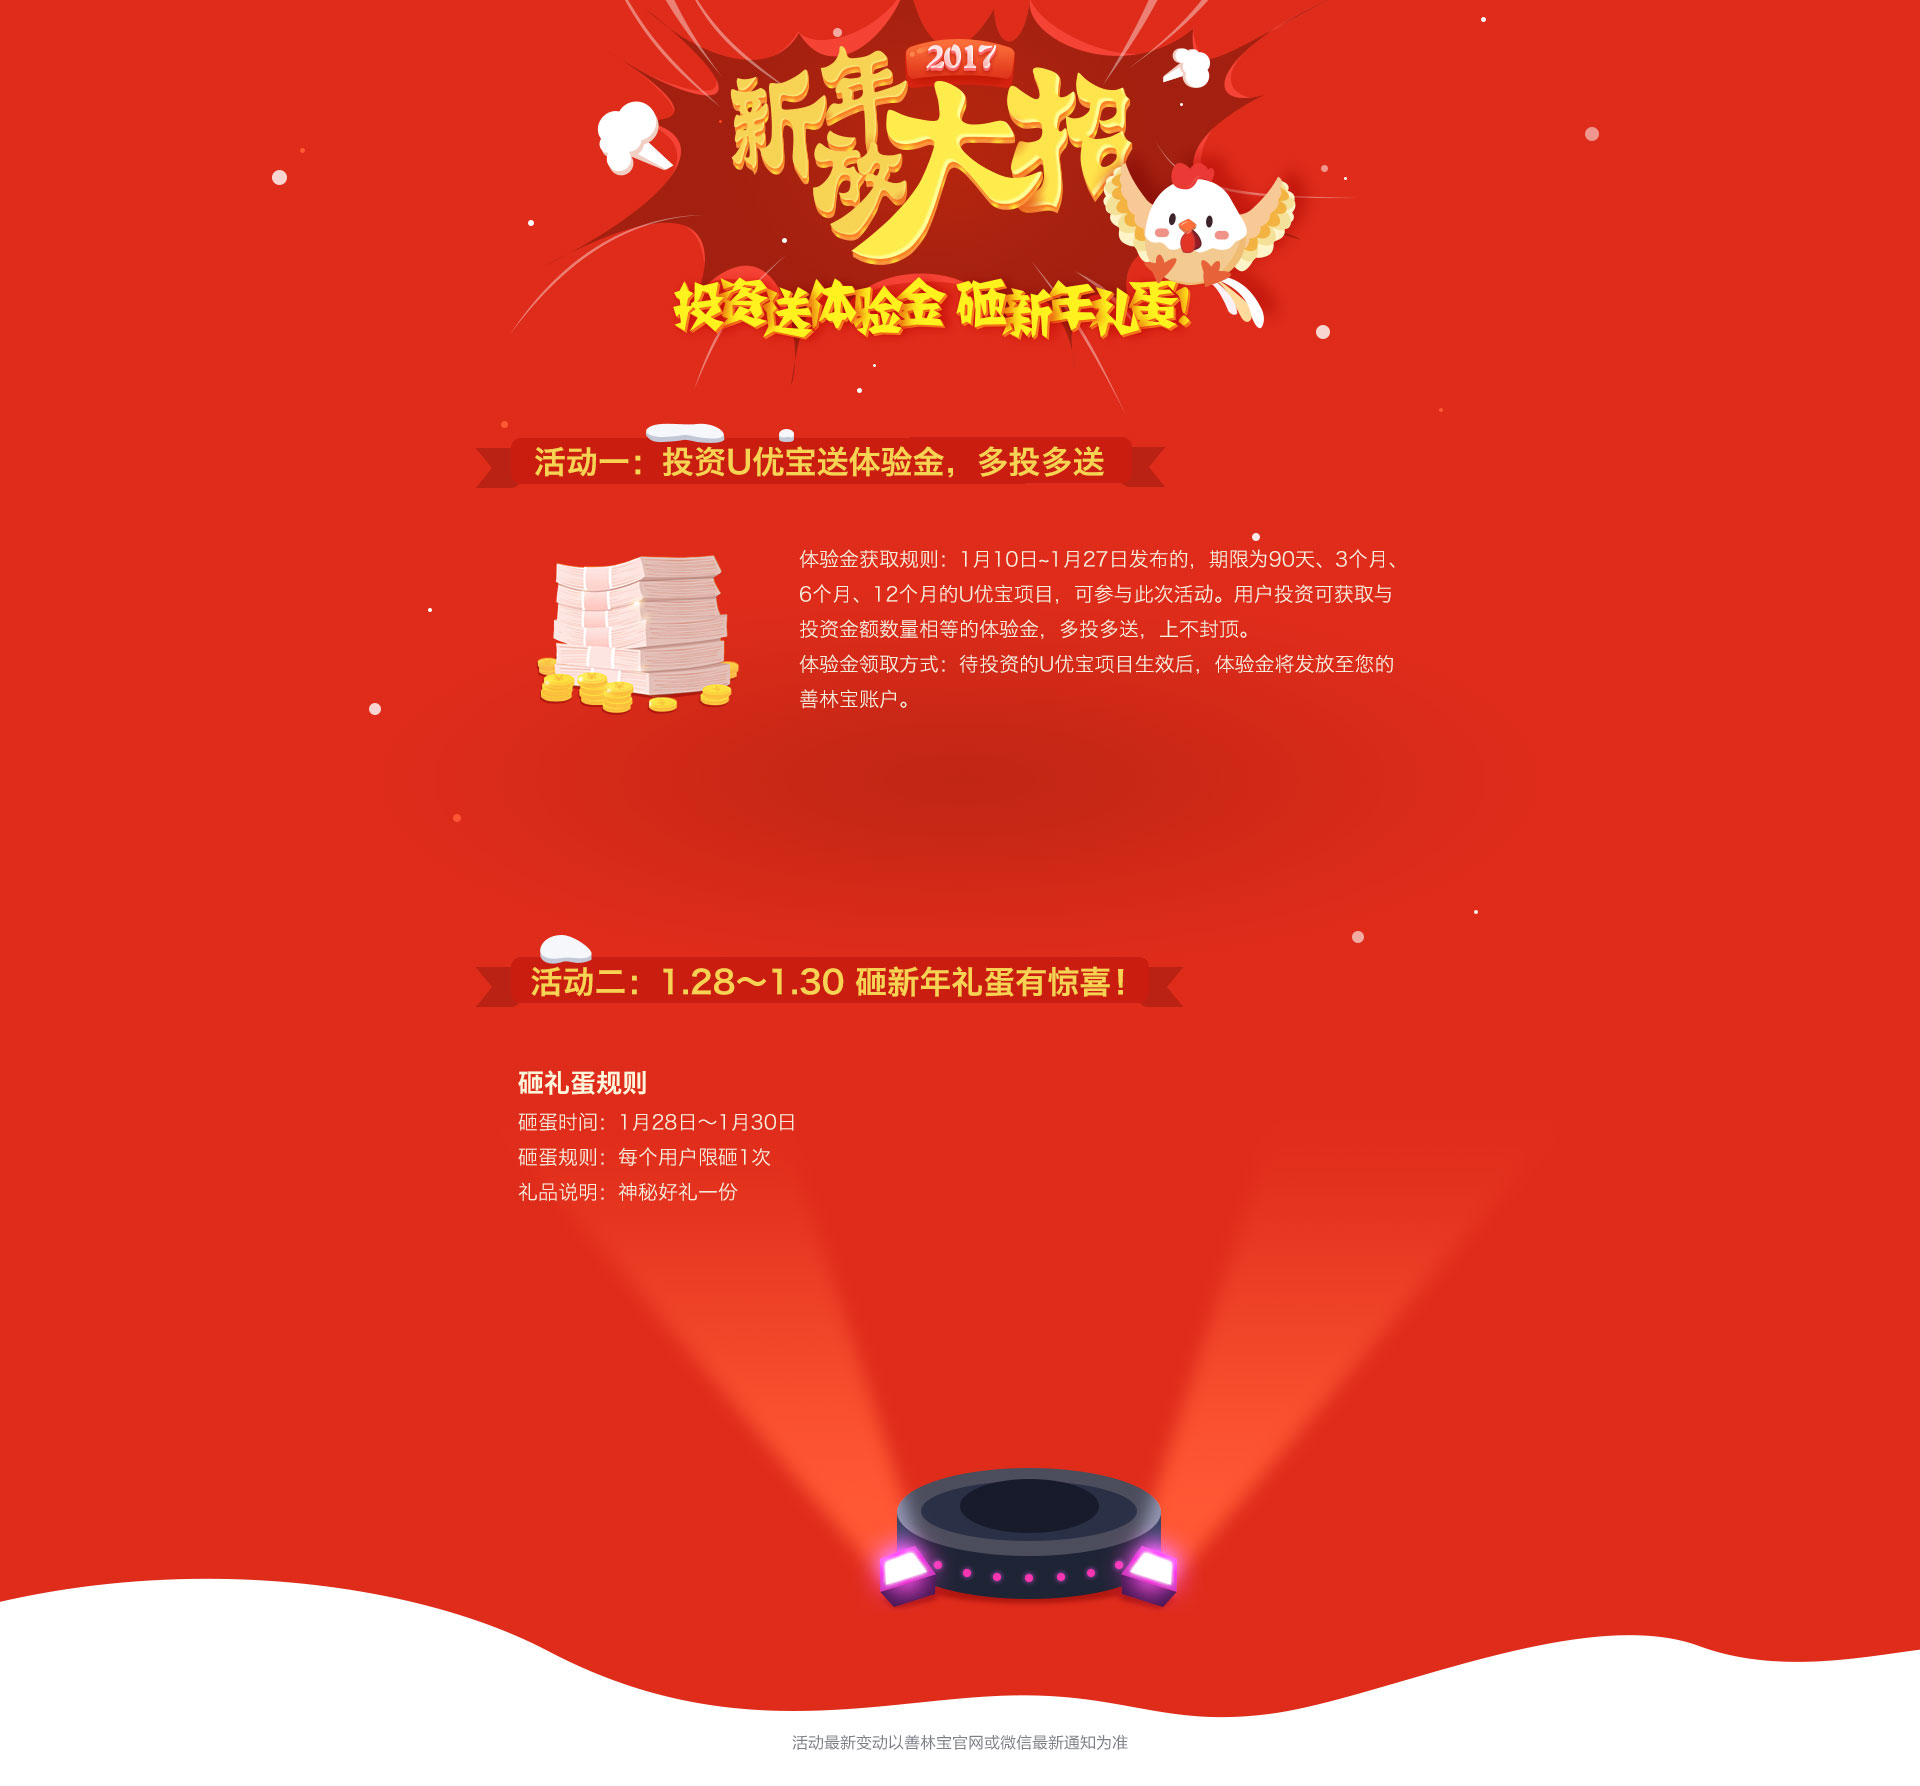 2017
新年放大招
投资送体验金 砸新年礼蛋!
活动一：投资U优宝送体验金，多投多送
体验金获取规则：1月10日~1月27日发布的，期限为90天、3个月、
6个月、12个月的U优宝项目，可参与此次活动。用户投资可获取与
投资金额数量相等的体验金，多投多送，上不封顶。
体验金领取方式：待投资的U优宝项目生效后，体验金将发放至您的
善林宝账户。
活动二：1.28～1.30 砸新年礼蛋有惊喜！
砸礼蛋规则
砸蛋时间：1月28日～1月30日
砸蛋规则：每个用户限砸1次
礼品说明：神秘好礼一份
活动最新变动以善林宝官网或微信最新通知为准